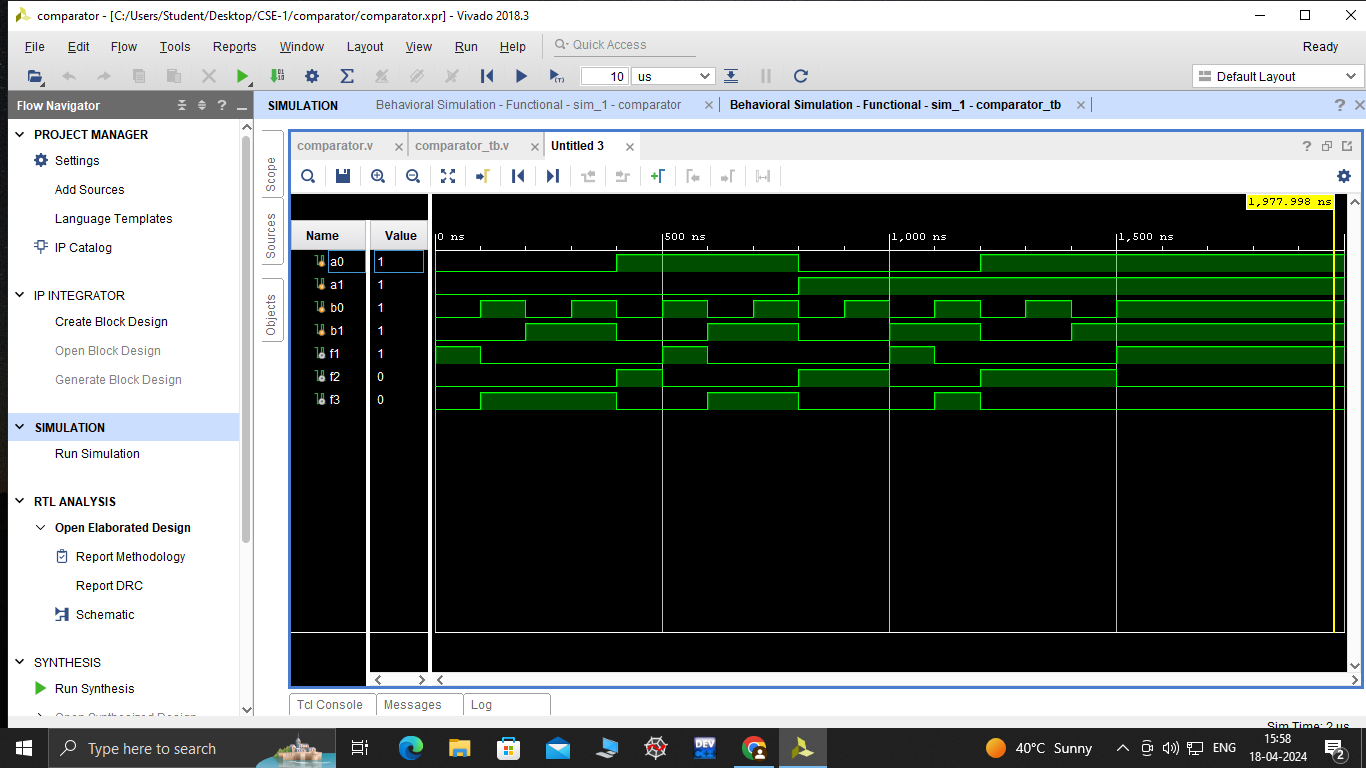 comparator - [C:/Users/Student/Desktop/CSE-1/comparator/comparator.xpr] - Vivado 2018.3
File Edit Flow Tools Reports Window Layout View Run Help Quick Access Ready
10 us Default Layout
Flow Navigator
SIMULATION Behavioral Simulation - Functional - sim_1 - comparator Behavioral Simulation - Functional - sim_1 - comparator_tb
PROJECT MANAGER
Settings
Add Sources
Language Templates
IP Catalog
IP INTEGRATOR
Create Block Design
Open Block Design
Generate Block Design
SIMULATION
Run Simulation
RTL ANALYSIS
Open Elaborated Design
Report Methodology
Report DRC
Schematic
SYNTHESIS
Run Synthesis
Open Synthesized Design
Scope
Sources
Objects
comparator.v comparator_tb.v Untitled 3
1,977.998 ns
Name Value 0 ns 500 ns 1,000 ns 1,500 ns
a0 1
a1 1
b0 1
b1 1
f1 1
f2 0
f3 0
Tcl Console Messages Log
Sim Time: 2 us
Type here to search
DEV
40°C Sunny ENG 15:58
18-04-2024 2